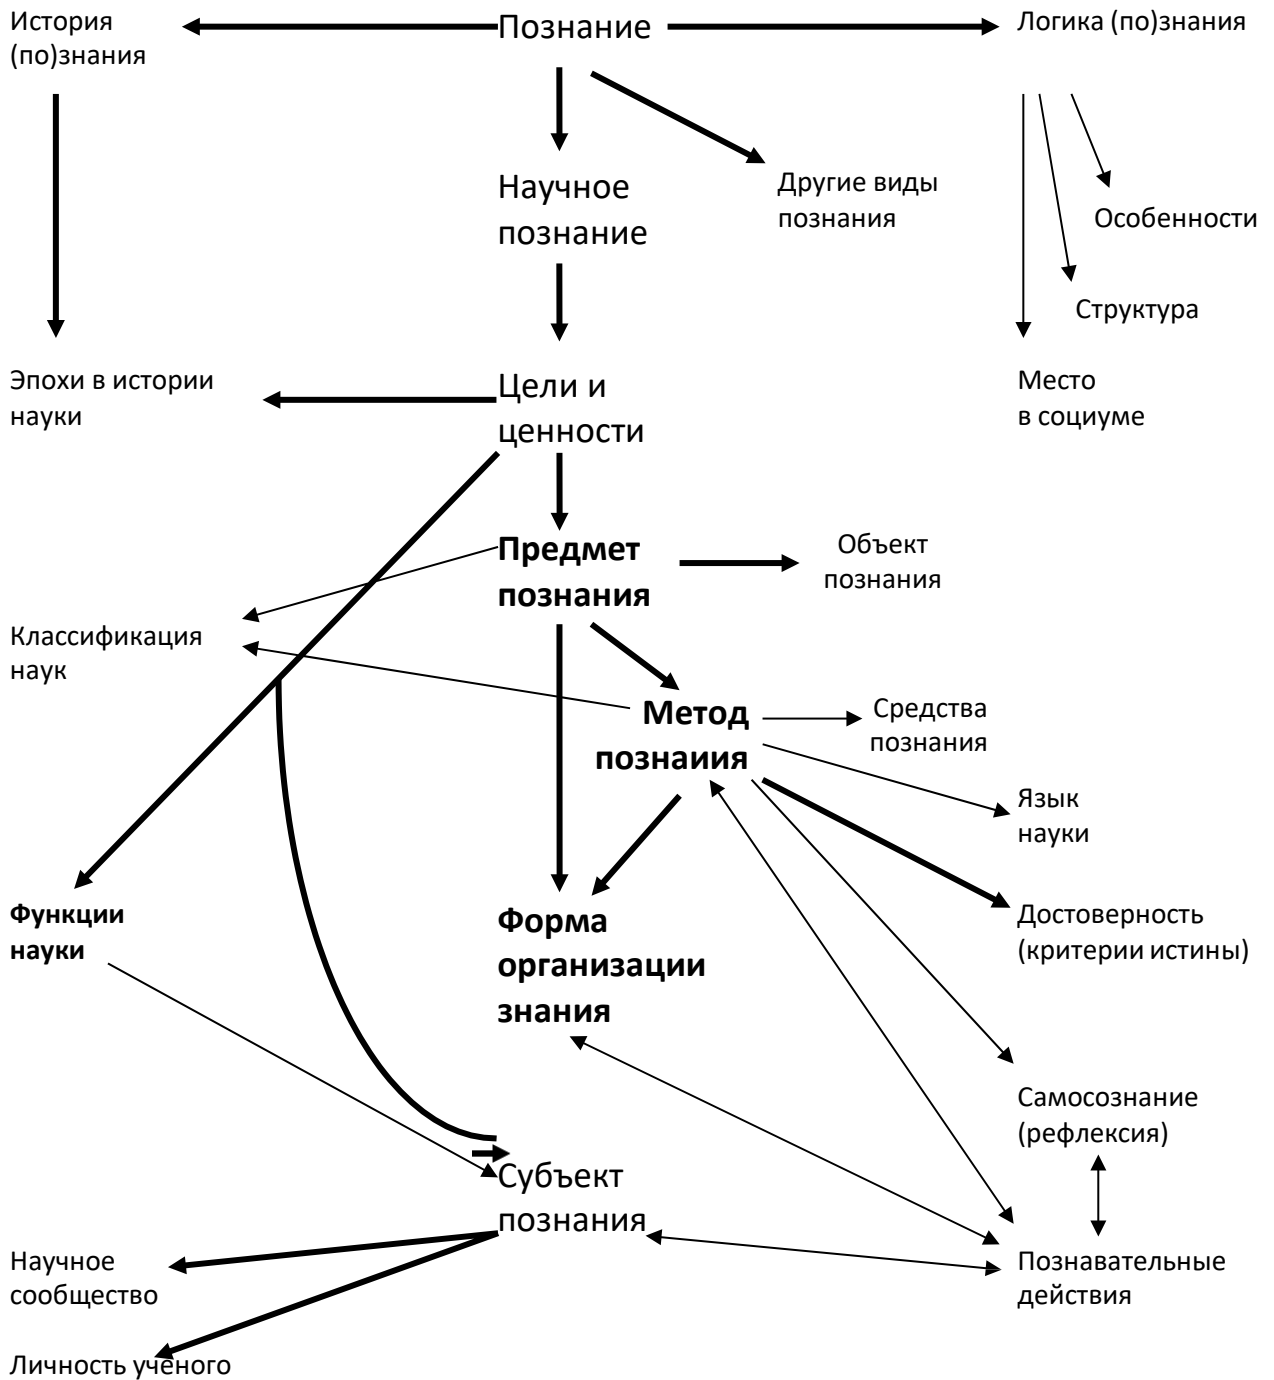 История
(по)знания
Познание
Логика (по)знания
Научное
познание
Другие виды
познания
Особенности
Структура
Эпохи в истории
науки
Цели и
ценности
Место
в социуме
Предмет
познания
Объект
познания
Классификация
наук
Метод
познаиия
Средства
познания
Язык
науки
Функции
науки
Форма
организации
знания
Достоверность
(критерии истины)
Самосознание
(рефлексия)
Субъект
познания
Научное
сообщество
Познавательные
действия
Личность ученого